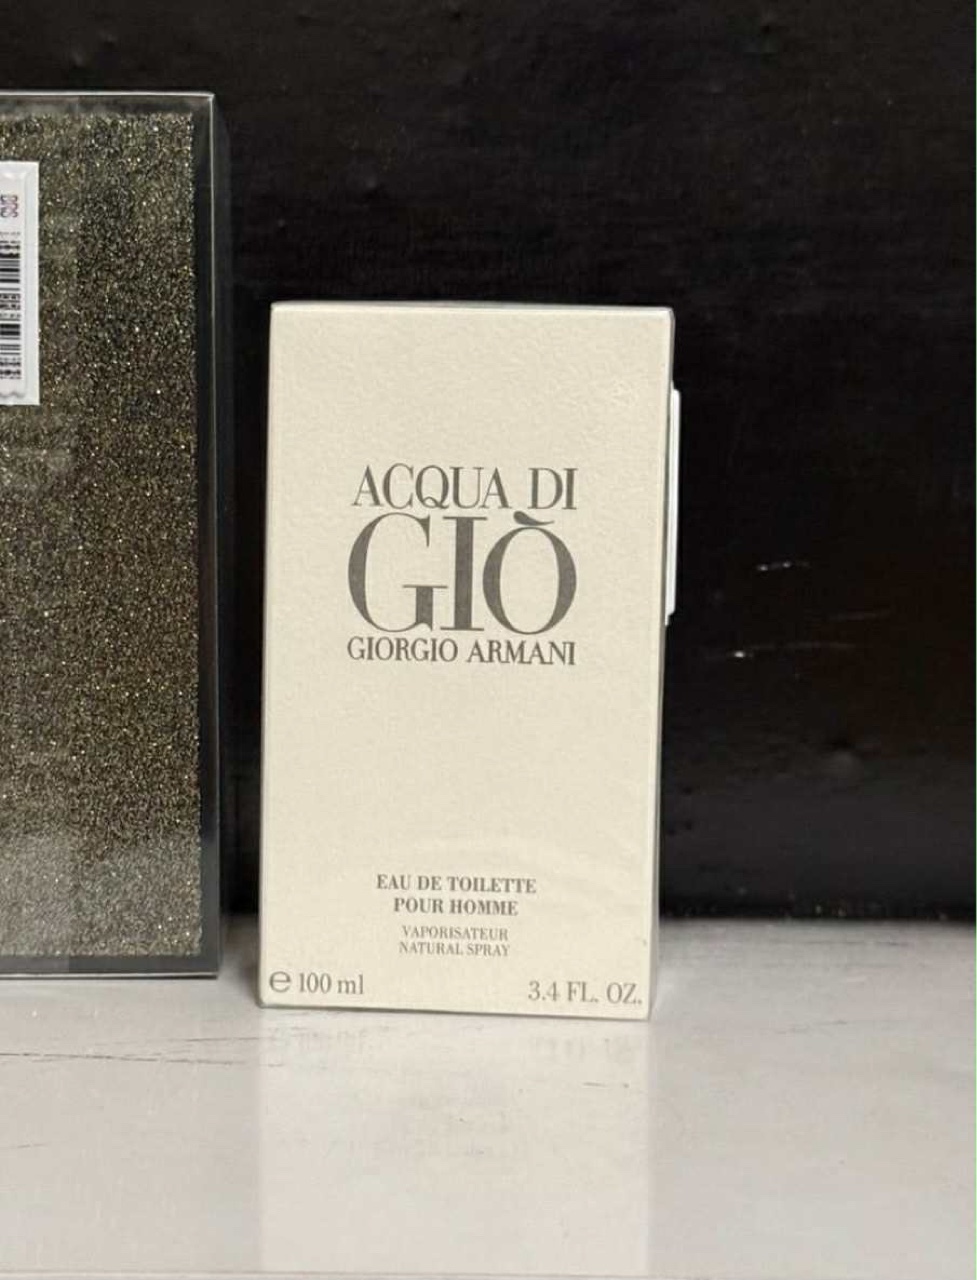 ACQUA DI
GIÒ
GIORGIO ARMANI
EAU DE TOILETTE
POUR HOMME
VAPORISATEUR
NATURAL SPRAY
℮ 100 ml
3.4 FL. OZ.